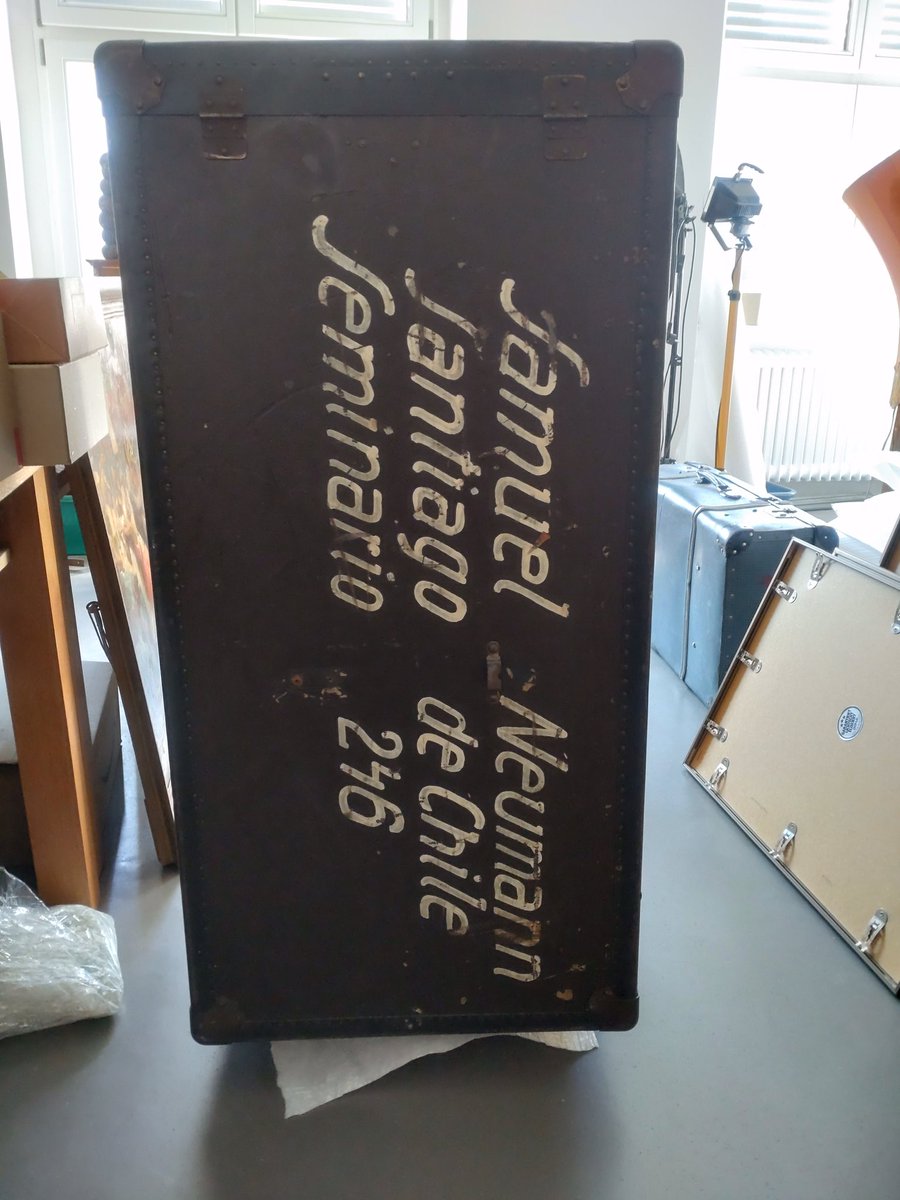 Samuel Neumann
Santiago de Chile
Seminario 246